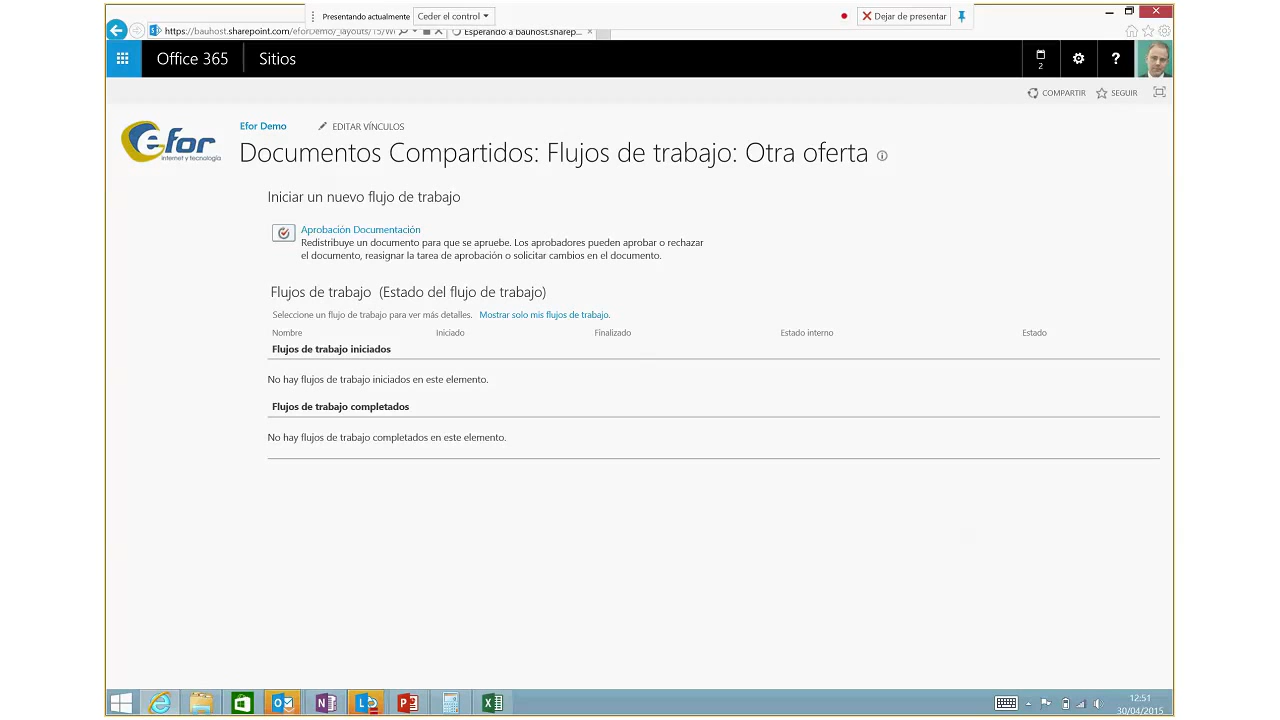 Presentando actualmente Ceder el control Dejar de presentar
https://bauhost.sharepoint.com/eforDemo/_layouts/15/W Esperando a bauhost.sharep...
Office 365 Sitios 2 ?
COMPARTIR SEGUIR
efor
internet y tecnología
Efor Demo EDITAR VÍNCULOS
Documentos Compartidos: Flujos de trabajo: Otra oferta
Iniciar un nuevo flujo de trabajo
Aprobación Documentación
Redistribuye un documento para que se apruebe. Los aprobadores pueden aprobar o rechazar
el documento, reasignar la tarea de aprobación o solicitar cambios en el documento.
Flujos de trabajo (Estado del flujo de trabajo)
Seleccione un flujo de trabajo para ver más detalles. Mostrar solo mis flujos de trabajo.
Nombre Iniciado Finalizado Estado interno Estado
Flujos de trabajo iniciados
No hay flujos de trabajo iniciados en este elemento.
Flujos de trabajo completados
No hay flujos de trabajo completados en este elemento.
12:51
30/04/2015